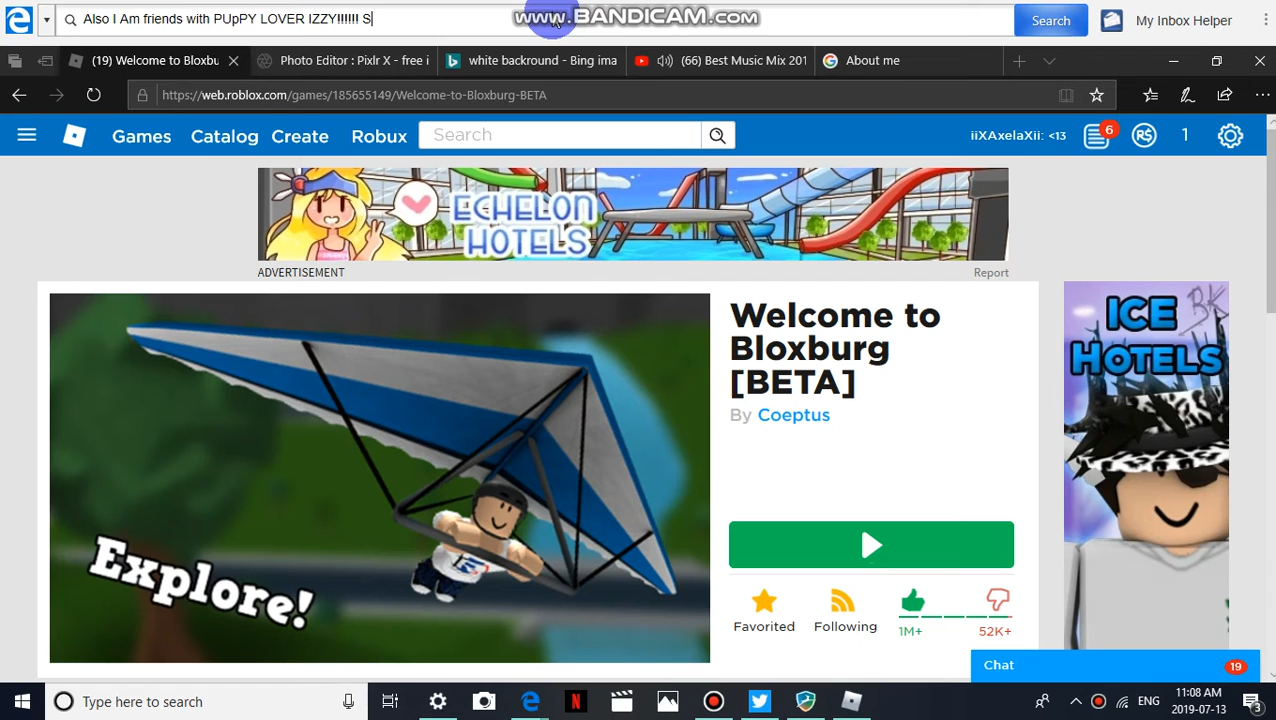 Also I Am friends with PUpPY LOVER IZZY!!!!!! S
www.BANDICAM.com
Search
My Inbox Helper
(19) Welcome to Bloxbu
Photo Editor : Pixlr X - free i
white backround - Bing ima
(66) Best Music Mix 201
About me
https://web.roblox.com/games/185655149/Welcome-to-Bloxburg-BETA
Games
Catalog
Create
Robux
Search
iiXAxelaXii: <13
6
R$
1
ECHELON
HOTELS
ADVERTISEMENT
Report
Explore!
Welcome to
Bloxburg
[BETA]
By Coeptus
Favorited
Following
1M+
52K+
ICE
HOTELS
BK
Chat
19
Type here to search
ENG
11:08 AM
2019-07-13
3